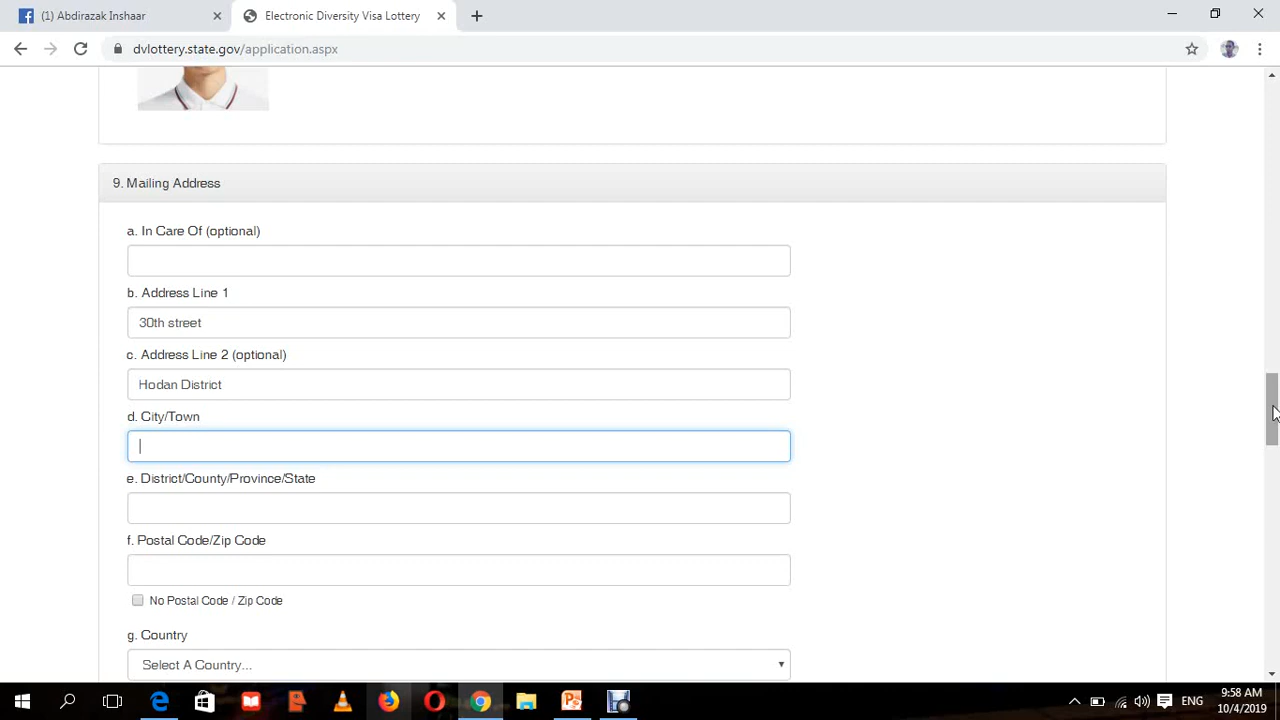 (1) Abdirazak Inshaar
Electronic Diversity Visa Lottery
dvlottery.state.gov/application.aspx
9. Mailing Address
a. In Care Of (optional)
b. Address Line 1
30th street
c. Address Line 2 (optional)
Hodan District
d. City/Town
e. District/County/Province/State
f. Postal Code/Zip Code
No Postal Code / Zip Code
g. Country
Select A Country...
ENG
9:58 AM
10/4/2019